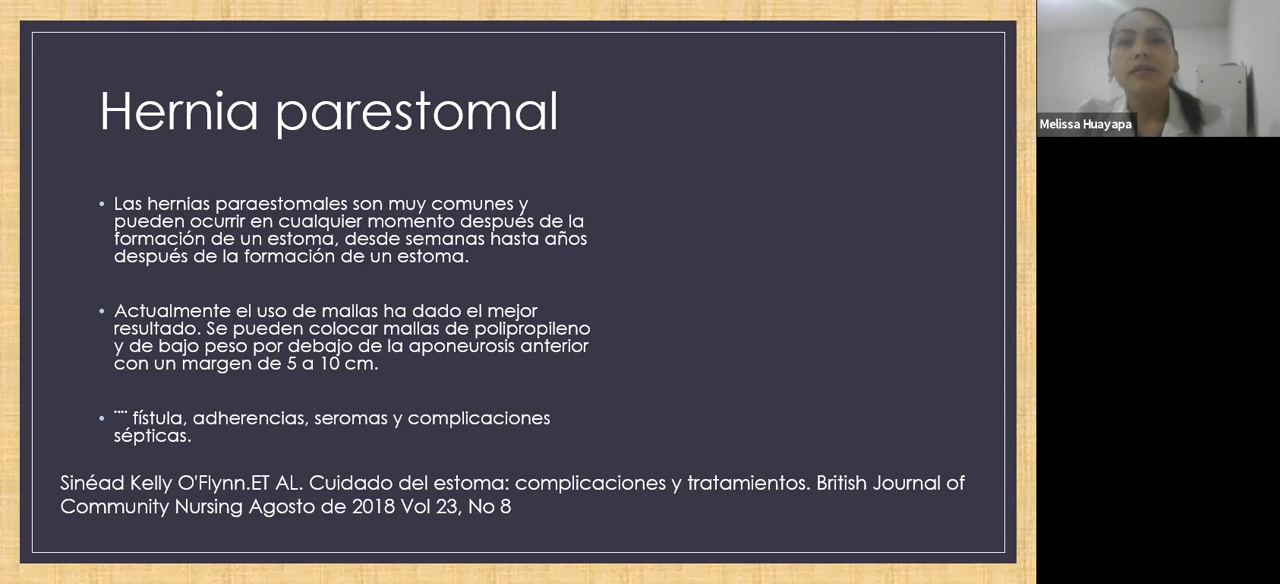 Hernia parestomal
• Las hernias paraestomales son muy comunes y
pueden ocurrir en cualquier momento después de la
formación de un estoma, desde semanas hasta años
después de la formación de un estoma.
• Actualmente el uso de mallas ha dado el mejor
resultado. Se pueden colocar mallas de polipropileno
y de bajo peso por debajo de la aponeurosis anterior
con un margen de 5 a 10 cm.
• ¨¨ fístula, adherencias, seromas y complicaciones
sépticas.
Sinéad Kelly O'Flynn.ET AL. Cuidado del estoma: complicaciones y tratamientos. British Journal of
Community Nursing Agosto de 2018 Vol 23, No 8
Melissa Huayapa